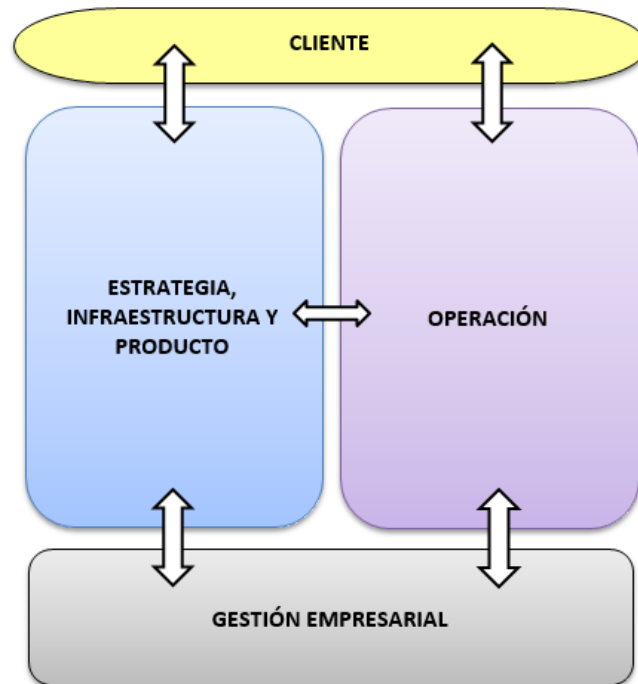 CLIENTE
ESTRATEGIA,
INFRAESTRUCTURA Y
PRODUCTO
OPERACIÓN
GESTIÓN EMPRESARIAL